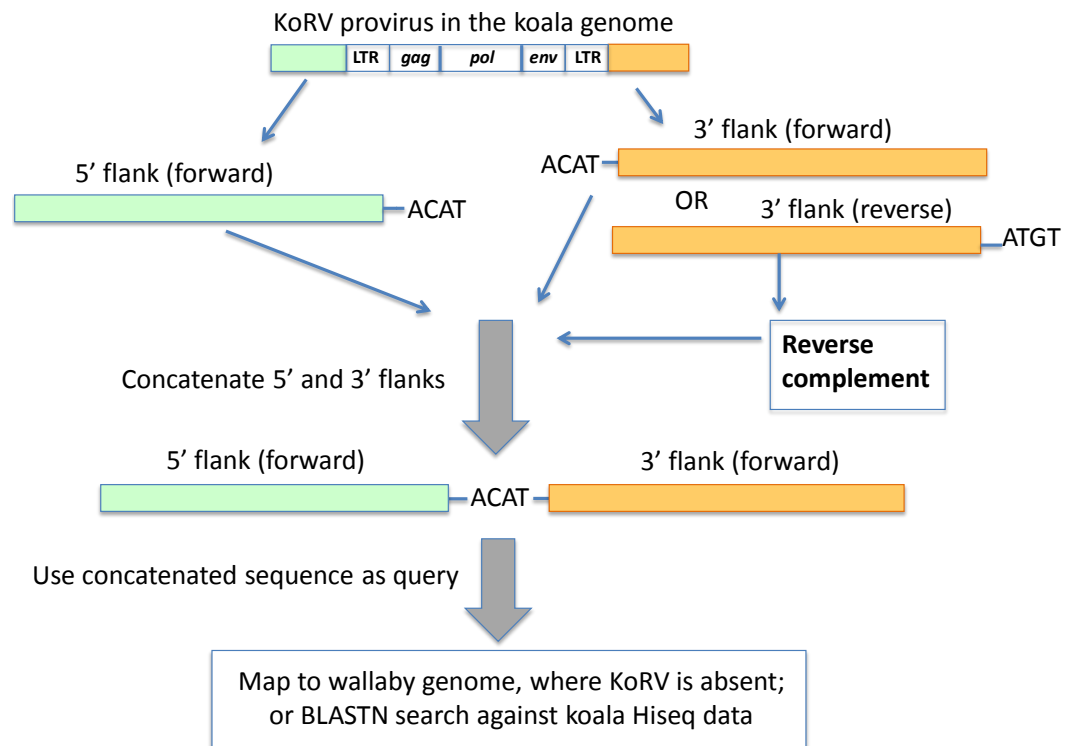 KoRV provirus in the koala genome
LTR gag pol env LTR
3’ flank (forward)
5’ flank (forward)
ACAT
OR
3’ flank (reverse)
ACAT
ATGT
Reverse
complement
Concatenate 5’ and 3’ flanks
5’ flank (forward)
3’ flank (forward)
ACAT
Use concatenated sequence as query
Map to wallaby genome, where KoRV is absent;
or BLASTN search against koala Hiseq data